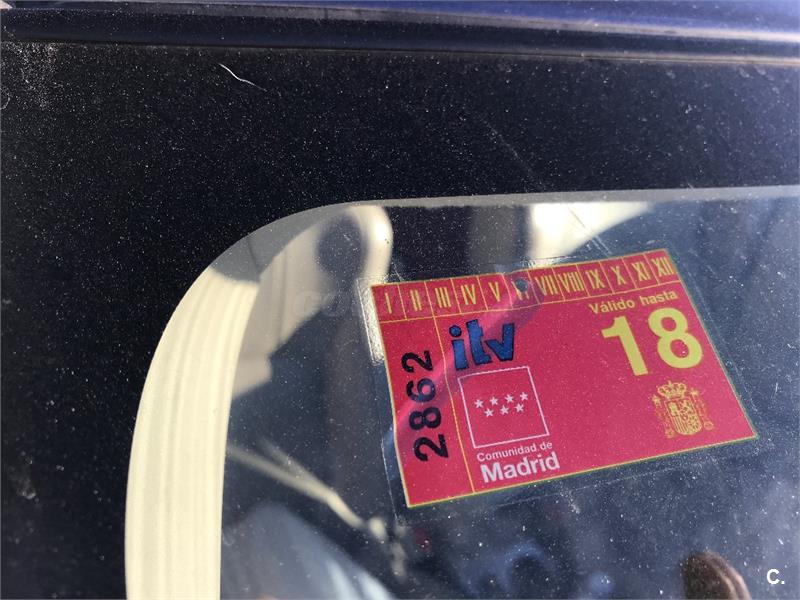 I II III IV V VI VII VIII IX X XI XII
Válido hasta
18
itv
2862
Comunidad de
Madrid
C.